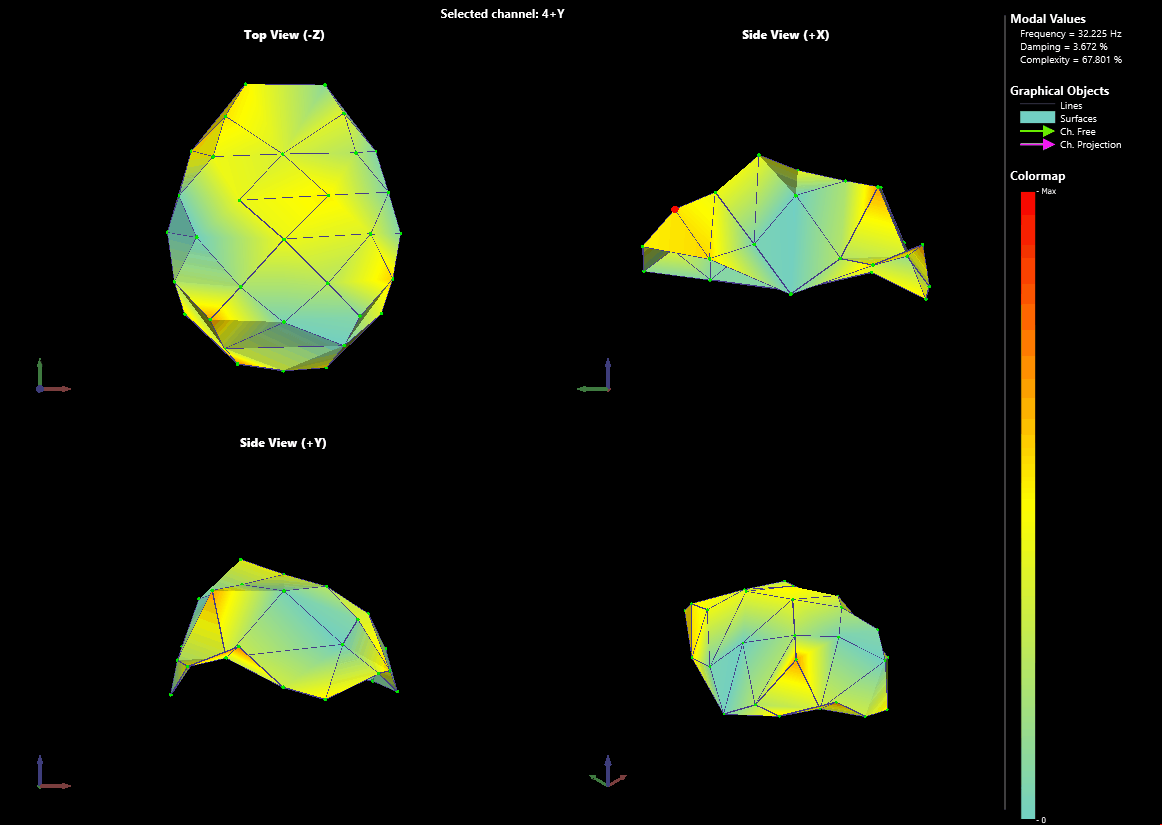 Selected channel: 4+Y
Top View (-Z)
Side View (+X)
Side View (+Y)
Modal Values
Frequency = 32.225 Hz
Damping = 3.672 %
Complexity = 67.801 %
Graphical Objects
Lines
Surfaces
Ch. Free
Ch. Projection
Colormap
- Max
- 0